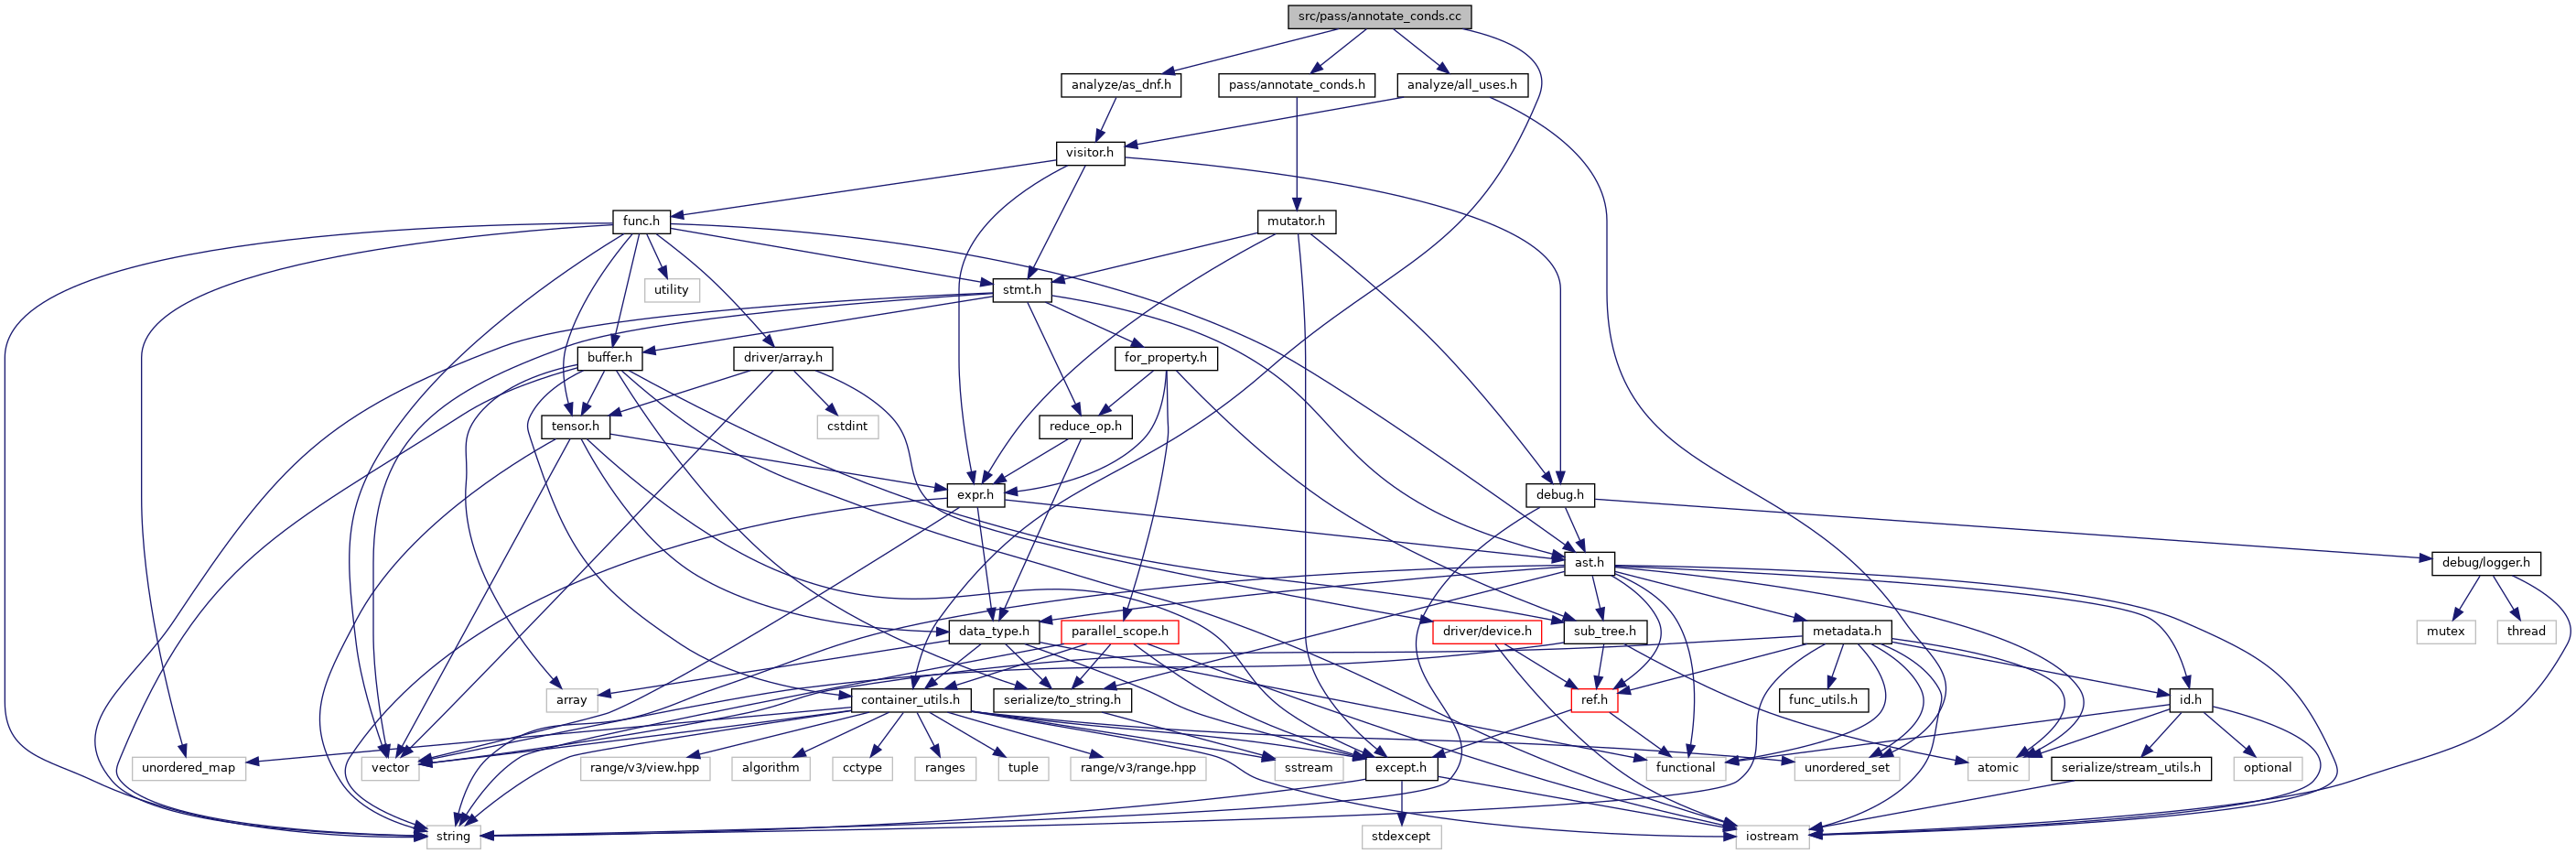 src/pass/annotate_conds.cc
analyze/as_dnf.h
pass/annotate_conds.h
analyze/all_uses.h
visitor.h
func.h
mutator.h
utility
stmt.h
buffer.h
driver/array.h
for_property.h
tensor.h
cstdint
reduce_op.h
expr.h
debug.h
ast.h
debug/logger.h
data_type.h
parallel_scope.h
driver/device.h
sub_tree.h
metadata.h
mutex
thread
array
container_utils.h
serialize/to_string.h
ref.h
func_utils.h
id.h
unordered_map
vector
range/v3/view.hpp
algorithm
cctype
ranges
tuple
range/v3/range.hpp
sstream
except.h
functional
unordered_set
atomic
serialize/stream_utils.h
optional
string
stdexcept
iostream